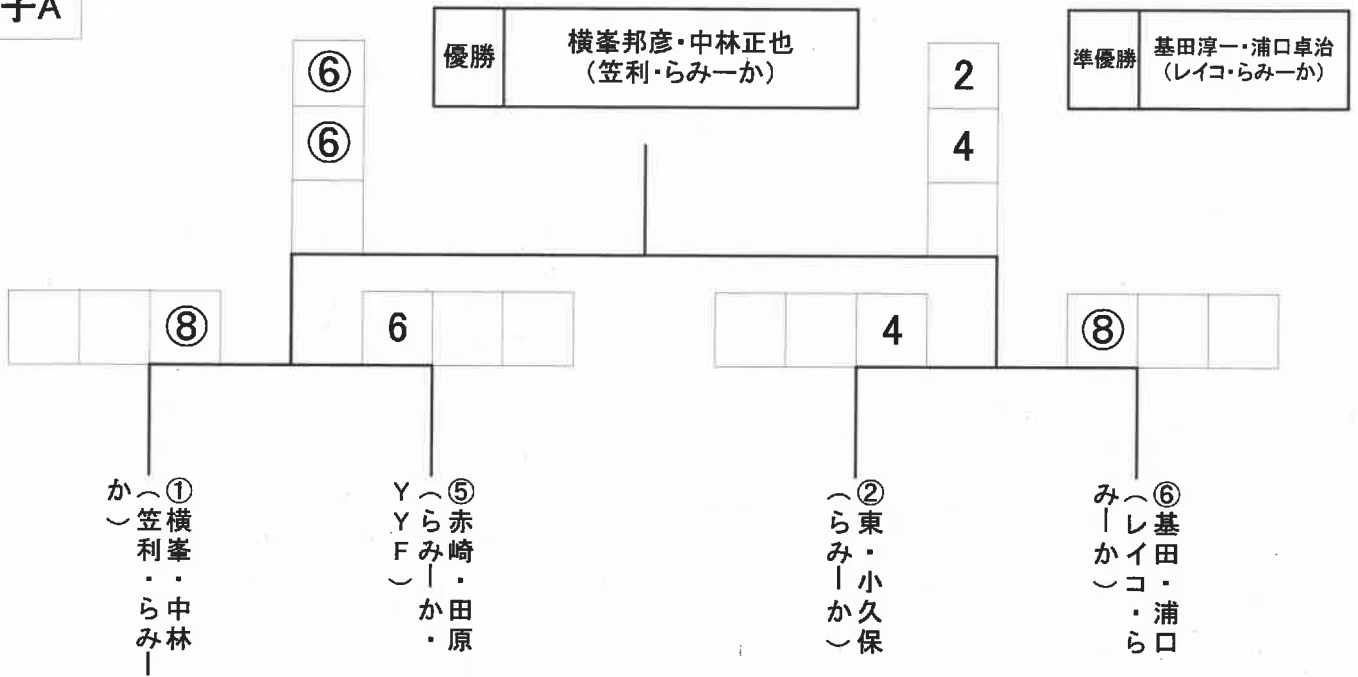 子A
優勝
横峯邦彦・中林正也
(笠利・らみーか)
準優勝
基田淳一・浦口卓治
(レイコ・らみーか)
⑥
⑥
2
4
⑧
6
4
⑧
①横峯・中林
(笠利・らみー
か)
⑤赤崎・田原
(らみーか・
YYF)
②東・小久保
(らみーか)
⑥基田・浦口
(レイコ・ら
みーか)